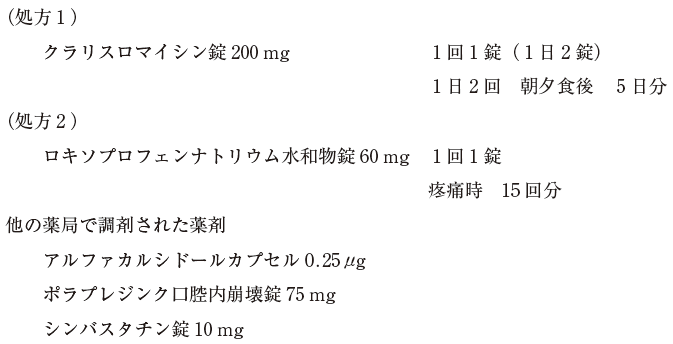 （処方１）
クラリスロマイシン錠 200 mg　１回１錠（１日２錠）
１日２回　朝夕食後　５日分
（処方２）
ロキソプロフェンナトリウム水和物錠 60 mg　１回１錠
疼痛時　15 回分
他の薬局で調剤された薬剤
アルファカルシドールカプセル 0.25 μg
ポラプレジンク口腔内崩壊錠 75 mg
シンバスタチン錠 10 mg